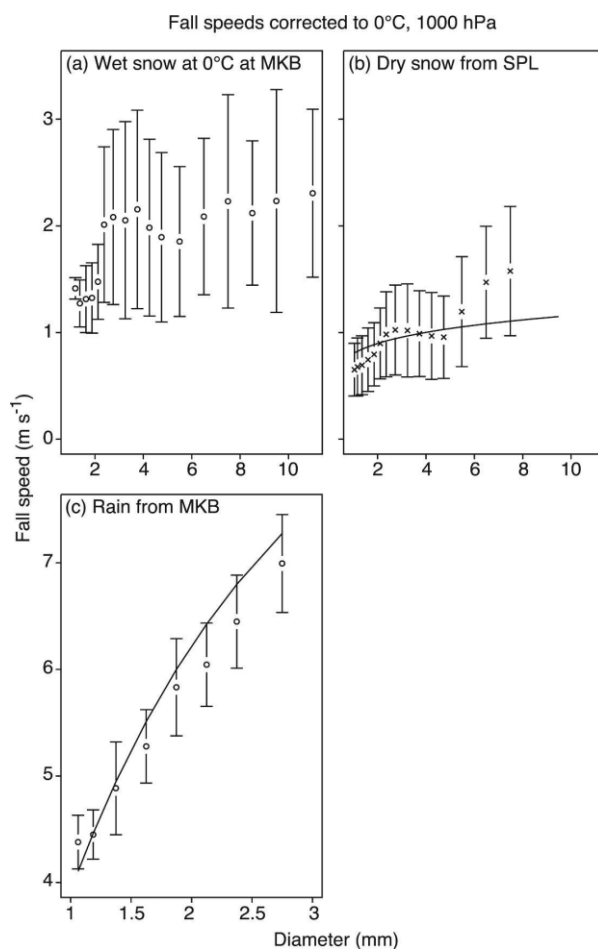 Fall speeds corrected to 0°C, 1000 hPa
(a) Wet snow at 0°C at MKB
(b) Dry snow from SPL
3
2
1
0
2 4 6 8 10
2 4 6 8 10
Fall speed (m s⁻¹)
(c) Rain from MKB
7
6
5
4
1 1.5 2 2.5 3
Diameter (mm)